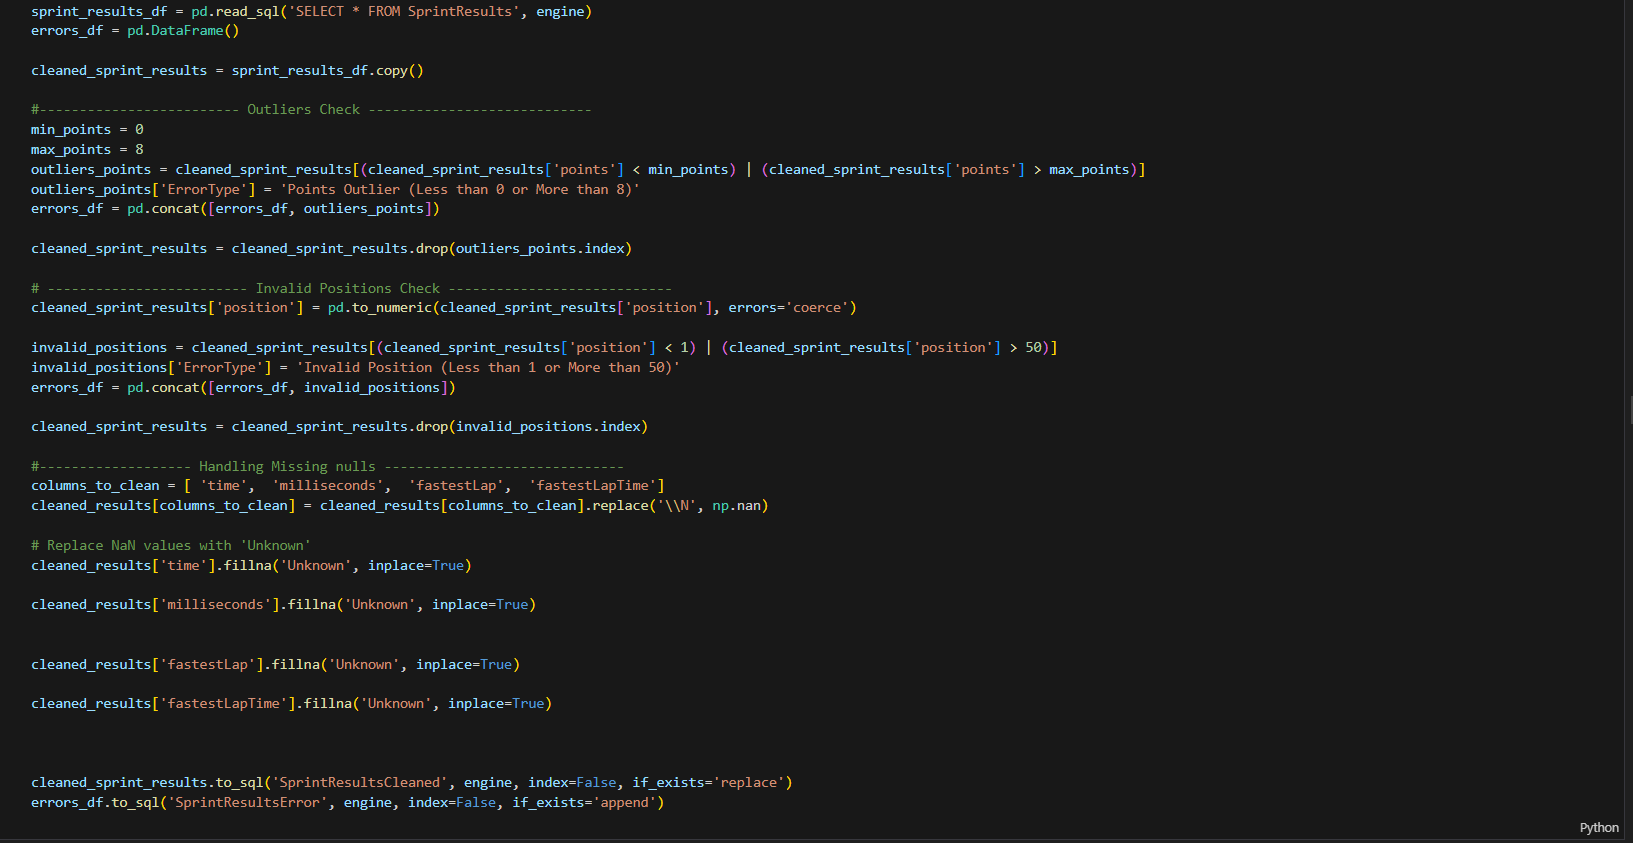 sprint_results_df = pd.read_sql('SELECT * FROM SprintResults', engine)
errors_df = pd.DataFrame()
cleaned_sprint_results = sprint_results_df.copy()
#------------------------- Outliers Check ----------------------------
min_points = 0
max_points = 8
outliers_points = cleaned_sprint_results[(cleaned_sprint_results['points'] < min_points) | (cleaned_sprint_results['points'] > max_points)]
outliers_points['ErrorType'] = 'Points Outlier (Less than 0 or More than 8)'
errors_df = pd.concat([errors_df, outliers_points])
cleaned_sprint_results = cleaned_sprint_results.drop(outliers_points.index)
# ------------------------- Invalid Positions Check ----------------------------
cleaned_sprint_results['position'] = pd.to_numeric(cleaned_sprint_results['position'], errors='coerce')
invalid_positions = cleaned_sprint_results[(cleaned_sprint_results['position'] < 1) | (cleaned_sprint_results['position'] > 50)]
invalid_positions['ErrorType'] = 'Invalid Position (Less than 1 or More than 50)'
errors_df = pd.concat([errors_df, invalid_positions])
cleaned_sprint_results = cleaned_sprint_results.drop(invalid_positions.index)
#------------------- Handling Missing nulls ------------------------------
columns_to_clean = [ 'time',  'milliseconds',  'fastestLap',  'fastestLapTime']
cleaned_results[columns_to_clean] = cleaned_results[columns_to_clean].replace('\\N', np.nan)
# Replace NaN values with 'Unknown'
cleaned_results['time'].fillna('Unknown', inplace=True)
cleaned_results['milliseconds'].fillna('Unknown', inplace=True)
cleaned_results['fastestLap'].fillna('Unknown', inplace=True)
cleaned_results['fastestLapTime'].fillna('Unknown', inplace=True)
cleaned_sprint_results.to_sql('SprintResultsCleaned', engine, index=False, if_exists='replace')
errors_df.to_sql('SprintResultsError', engine, index=False, if_exists='append')
Python